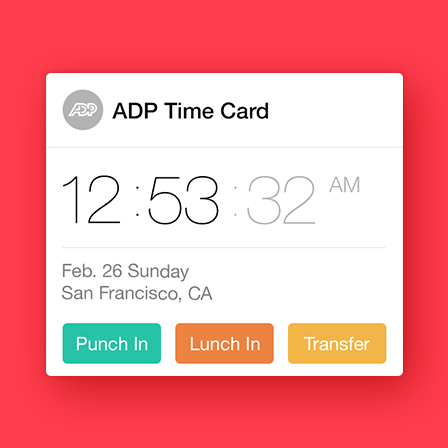 ADP ADP Time Card
12:53:32 AM
Feb. 26 Sunday
San Francisco, CA
Punch In Lunch In Transfer